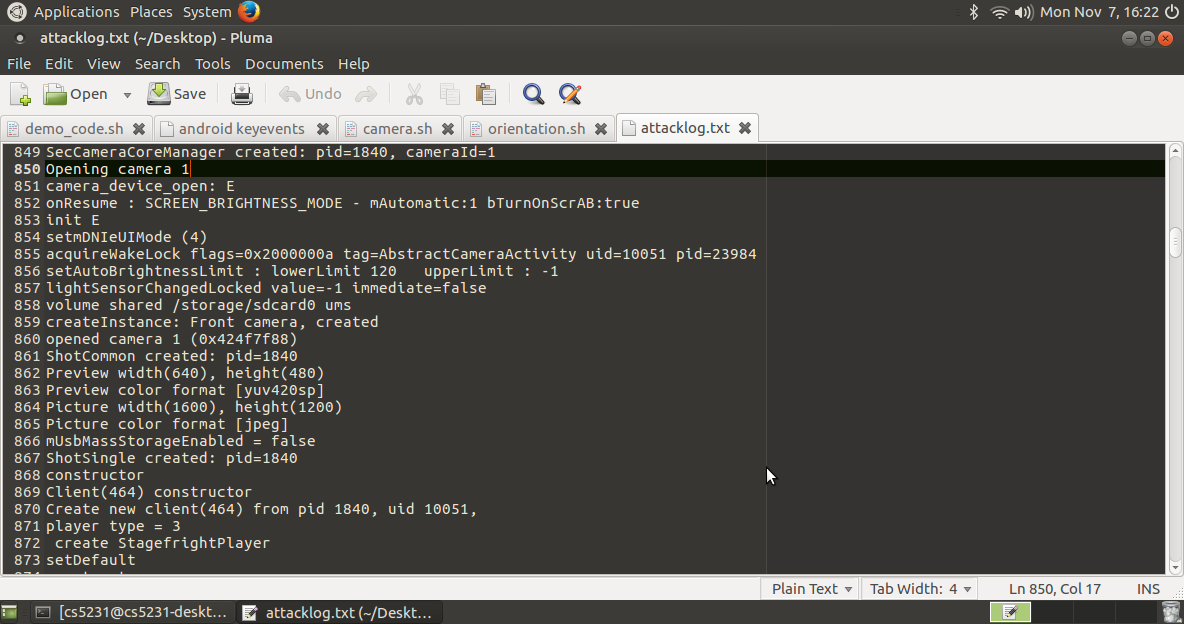 Applications Places System
Mon Nov 7, 16:22
attacklog.txt (~/Desktop) - Pluma
File Edit View Search Tools Documents Help
Open Save Undo
demo_code.sh android keyevents camera.sh orientation.sh attacklog.txt
849 SecCameraCoreManager created: pid=1840, cameraId=1
850 Opening camera 1
851 camera_device_open: E
852 onResume : SCREEN_BRIGHTNESS_MODE - mAutomatic:1 bTurnOnScrAB:true
853 init E
854 setmDNIeUIMode (4)
855 acquireWakeLock flags=0x2000000a tag=AbstractCameraActivity uid=10051 pid=23984
856 setAutoBrightnessLimit : lowerLimit 120   upperLimit : -1
857 lightSensorChangedLocked value=-1 immediate=false
858 volume shared /storage/sdcard0 ums
859 createInstance: Front camera, created
860 opened camera 1 (0x424f7f88)
861 ShotCommon created: pid=1840
862 Preview width(640), height(480)
863 Preview color format [yuv420sp]
864 Picture width(1600), height(1200)
865 Picture color format [jpeg]
866 mUsbMassStorageEnabled = false
867 ShotSingle created: pid=1840
868 constructor
869 Client(464) constructor
870 Create new client(464) from pid 1840, uid 10051,
871 player type = 3
872  create StagefrightPlayer
873 setDefault
Plain Text Tab Width: 4 Ln 850, Col 17 INS
[cs5231@cs5231-deskt... attacklog.txt (~/Deskt...